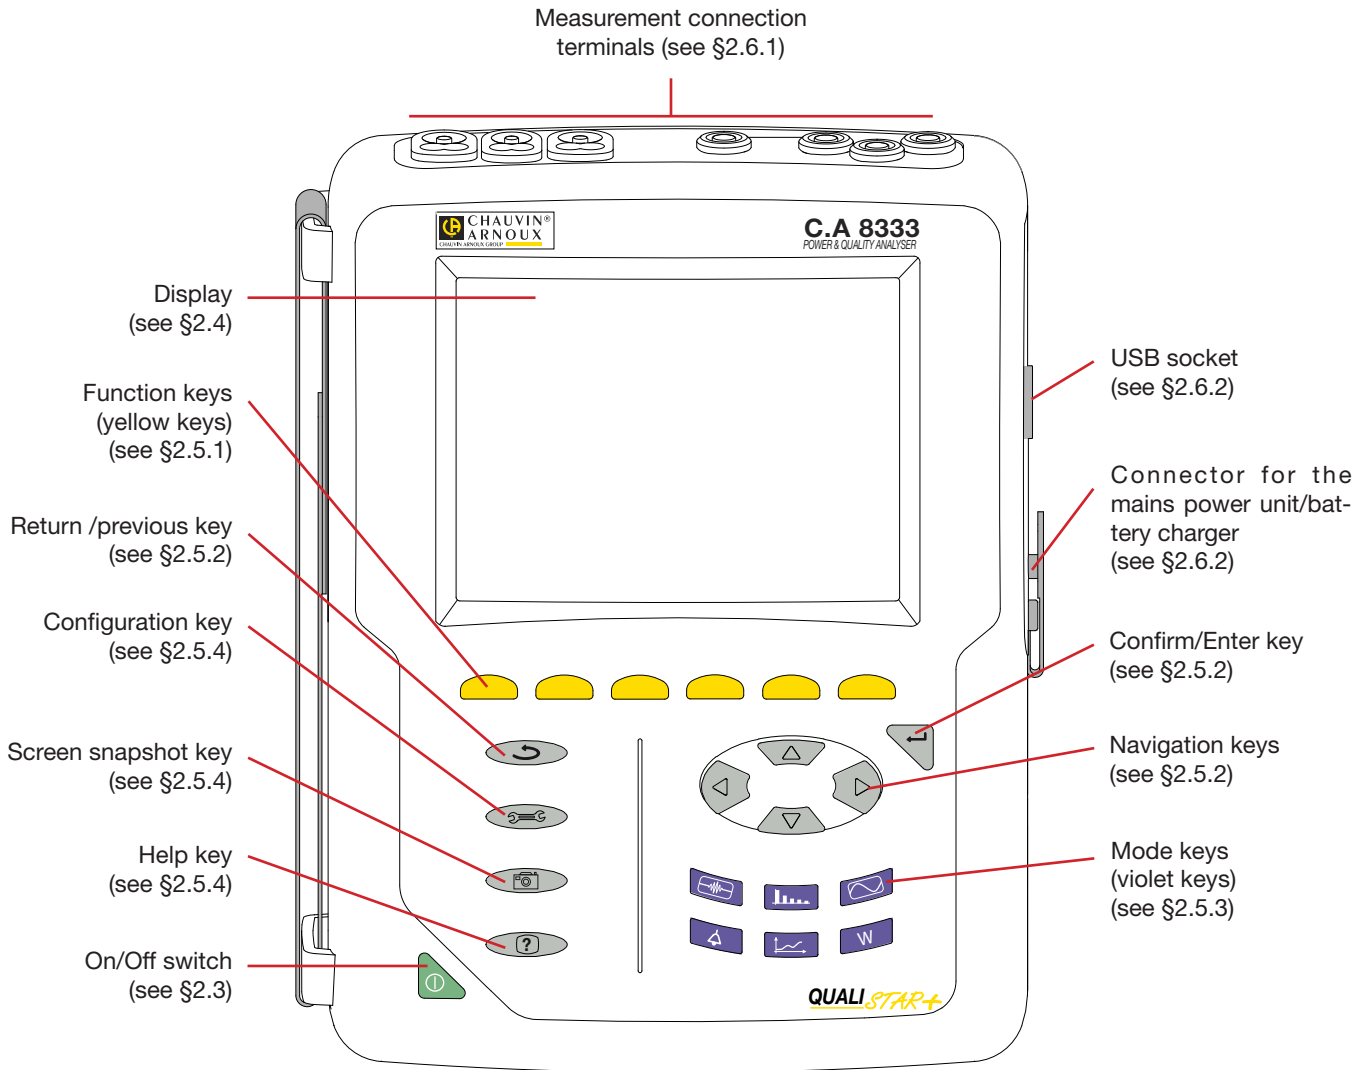 Measurement connection
terminals (see §2.6.1)
CHAUVIN®
ARNOUX
CHAUVIN ARNOUX GROUP
C.A 8333
POWER & QUALITY ANALYSER
Display
(see §2.4)
Function keys
(yellow keys)
(see §2.5.1)
Return /previous key
(see §2.5.2)
Configuration key
(see §2.5.4)
Screen snapshot key
(see §2.5.4)
Help key
(see §2.5.4)
On/Off switch
(see §2.3)
USB socket
(see §2.6.2)
Connector for the
mains power unit/bat-
tery charger
(see §2.6.2)
Confirm/Enter key
(see §2.5.2)
Navigation keys
(see §2.5.2)
Mode keys
(violet keys)
(see §2.5.3)
?
W
QUALISTAR+